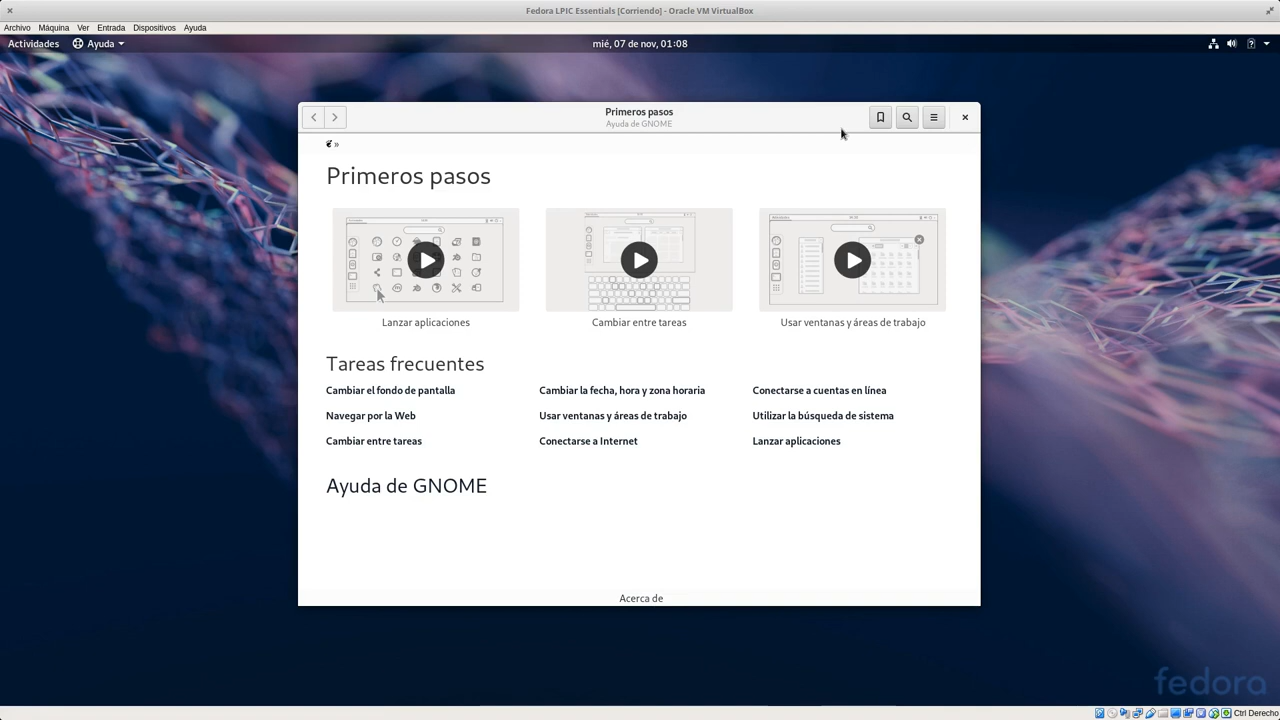 Fedora LPIC Essentials [Corriendo] - Oracle VM VirtualBox
Archivo Máquina Ver Entrada Dispositivos Ayuda
Actividades Ayuda mié, 07 de nov, 01:08
Primeros pasos
Ayuda de GNOME
»
Primeros pasos
Lanzar aplicaciones Cambiar entre tareas Usar ventanas y áreas de trabajo
Tareas frecuentes
Cambiar el fondo de pantalla Cambiar la fecha, hora y zona horaria Conectarse a cuentas en línea
Navegar por la Web Usar ventanas y áreas de trabajo Utilizar la búsqueda de sistema
Cambiar entre tareas Conectarse a Internet Lanzar aplicaciones
Ayuda de GNOME
Acerca de
fedora
Ctrl Derecho